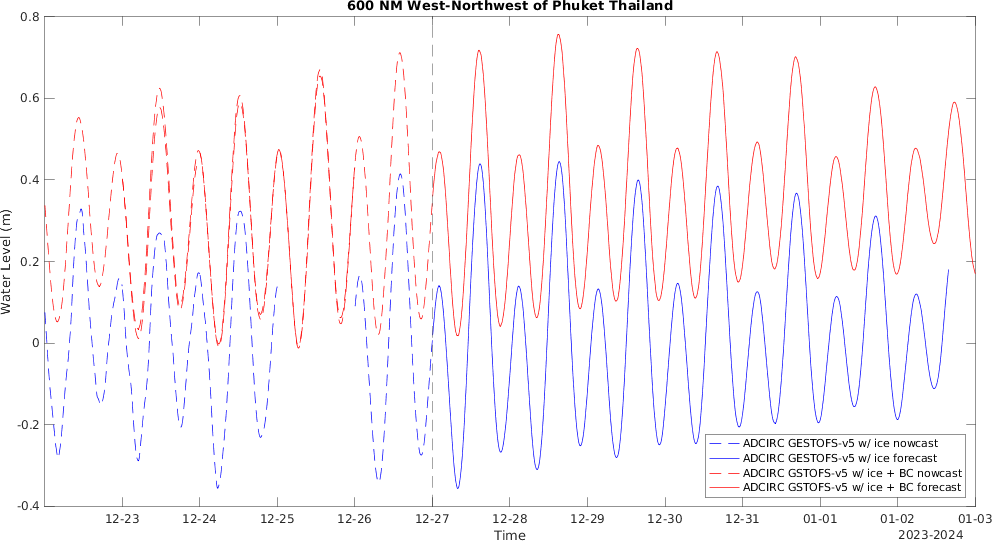 600 NM West-Northwest of Phuket Thailand
0.8
0.6
0.4
0.2
0
-0.2
-0.4
Water Level (m)
ADCIRC GESTOFS-v5 w/ ice nowcast
ADCIRC GESTOFS-v5 w/ ice forecast
ADCIRC GSTOFS-v5 w/ ice + BC nowcast
ADCIRC GSTOFS-v5 w/ ice + BC forecast
12-23 12-24 12-25 12-26 12-27 12-28 12-29 12-30 12-31 01-01 01-02 01-03
Time
2023-2024